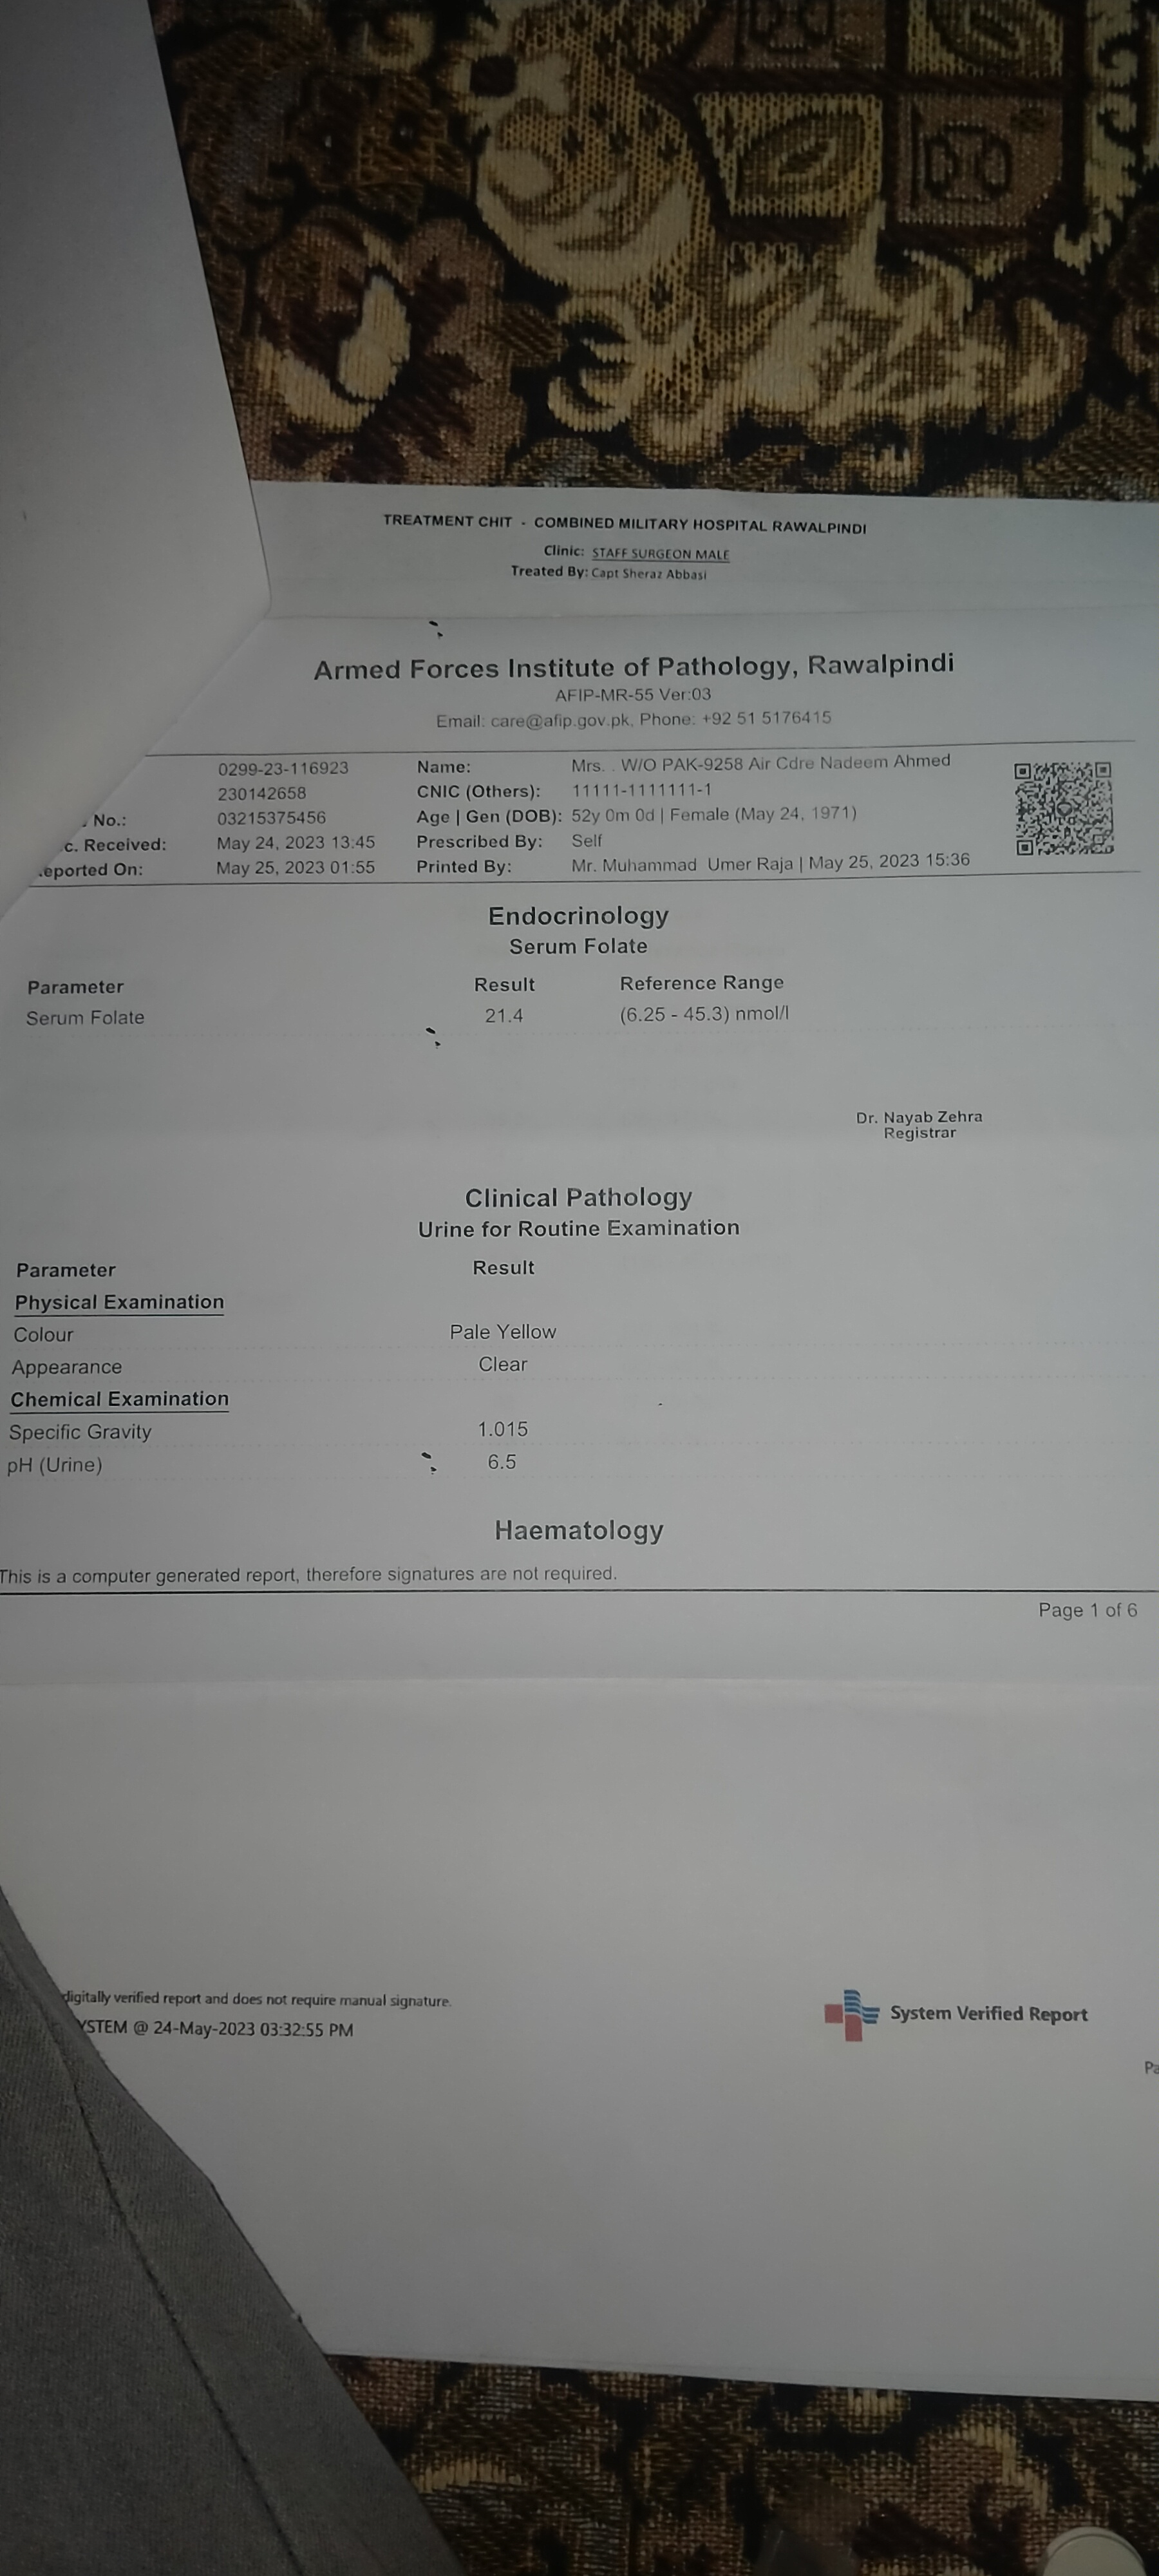 TREATMENT CHIT - COMBINED MILITARY HOSPITAL RAWALPINDI
Clinic: STAFF SURGEON MALE
Treated By: Capt Sheraz Abbasi
Armed Forces Institute of Pathology, Rawalpindi
AFIP-MR-55 Ver:03
Email: care@afip.gov.pk, Phone: +92 51 5176415
0299-23-116923 Name: Mrs. . W/O PAK-9258 Air Cdre Nadeem Ahmed
230142658 CNIC (Others): 11111-1111111-1
No.: 03215375456 Age | Gen (DOB): 52y 0m 0d | Female (May 24, 1971)
c. Received: May 24, 2023 13:45 Prescribed By: Self
eported On: May 25, 2023 01:55 Printed By: Mr. Muhammad Umer Raja | May 25, 2023 15:36
Endocrinology
Serum Folate
Parameter Result Reference Range
Serum Folate 21.4 (6.25 - 45.3) nmol/l
Dr. Nayab Zehra
Registrar
Clinical Pathology
Urine for Routine Examination
Parameter Result
Physical Examination
Colour Pale Yellow
Appearance Clear
Chemical Examination
Specific Gravity 1.015
pH (Urine) 6.5
Haematology
This is a computer generated report, therefore signatures are not required.
Page 1 of 6
digitally verified report and does not require manual signature.
YSTEM @ 24-May-2023 03:32:55 PM
System Verified Report
Pa